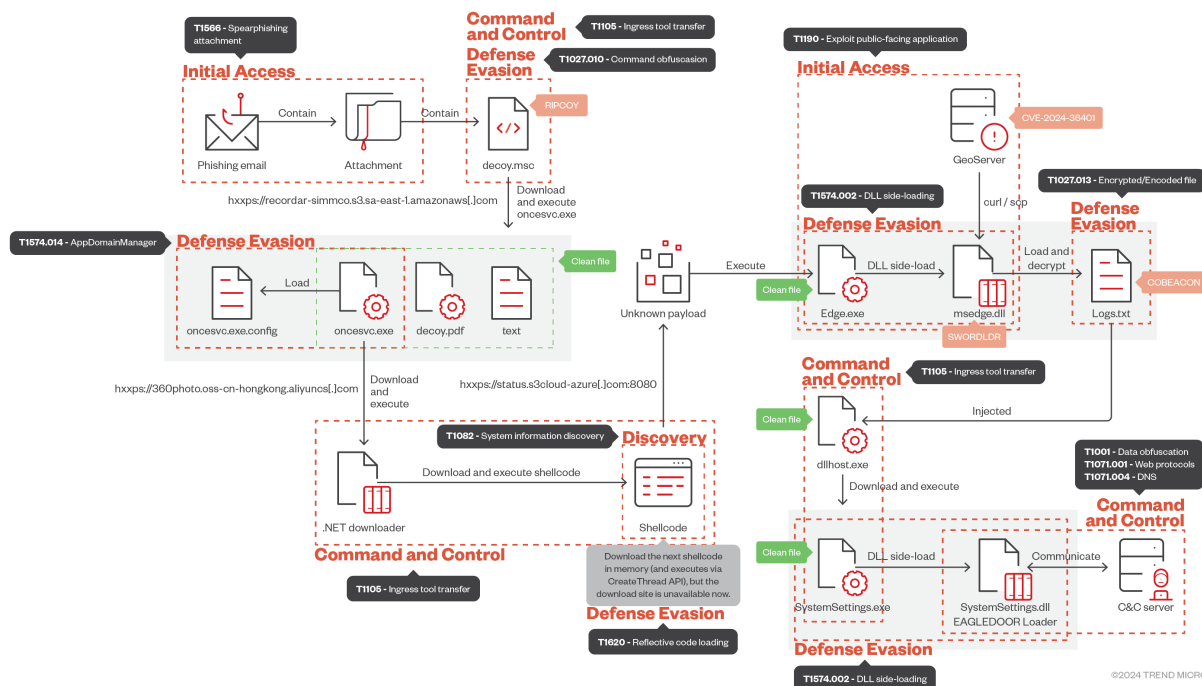 T1566 - Spearphishing
attachment
Initial Access
Contain
Contain
Phishing email
Attachment
Command
and Control
T1105 - Ingress tool transfer
Defense
Evasion
T1027.010 - Command obfuscasion
RIPCOY
decoy.msc
hxxps://recordar-simmco.s3.sa-east-1.amazonaws[.]com
Download
and execute
oncesvc.exe
T1574.014 - AppDomainManager
Defense Evasion
Clean file
Load
oncesvc.exe.config
oncesvc.exe
decoy.pdf
text
hxxps://360photo.oss-cn-hongkong.aliyuncs[.]com
Download
and
execute
hxxps://status.s3cloud-azure[.]com:8080
Unknown payload
Execute
T1082 - System information discovery
Discovery
Download and execute shellcode
.NET downloader
Shellcode
Command and Control
T1105 - Ingress tool transfer
Download the next shellcode
in memory (and executes via
CreateThread API), but the
download site is unavailable now.
Defense Evasion
T1620 - Reflective code loading
T1190 - Exploit public-facing application
Initial Access
CVE-2024-36401
GeoServer
curl / scp
T1574.002 - DLL side-loading
Defense Evasion
T1027.013 - Encrypted/Encoded file
Defense
Evasion
DLL side-load
Load and
decrypt
Clean file
COBEACON
Edge.exe
msedge.dll
Logs.txt
SWORDLDR
Command
and Control
T1105 - Ingress tool transfer
Injected
Clean file
dllhost.exe
Download and execute
T1001 - Data obfuscation
T1071.001 - Web protocols
T1071.004 - DNS
Command
and Control
Clean file
DLL side-load
Communicate
SystemSettings.exe
SystemSettings.dll
EAGLEDOOR Loader
C&C server
Defense Evasion
T1574.002 - DLL side-loading
©2024 TREND MICR